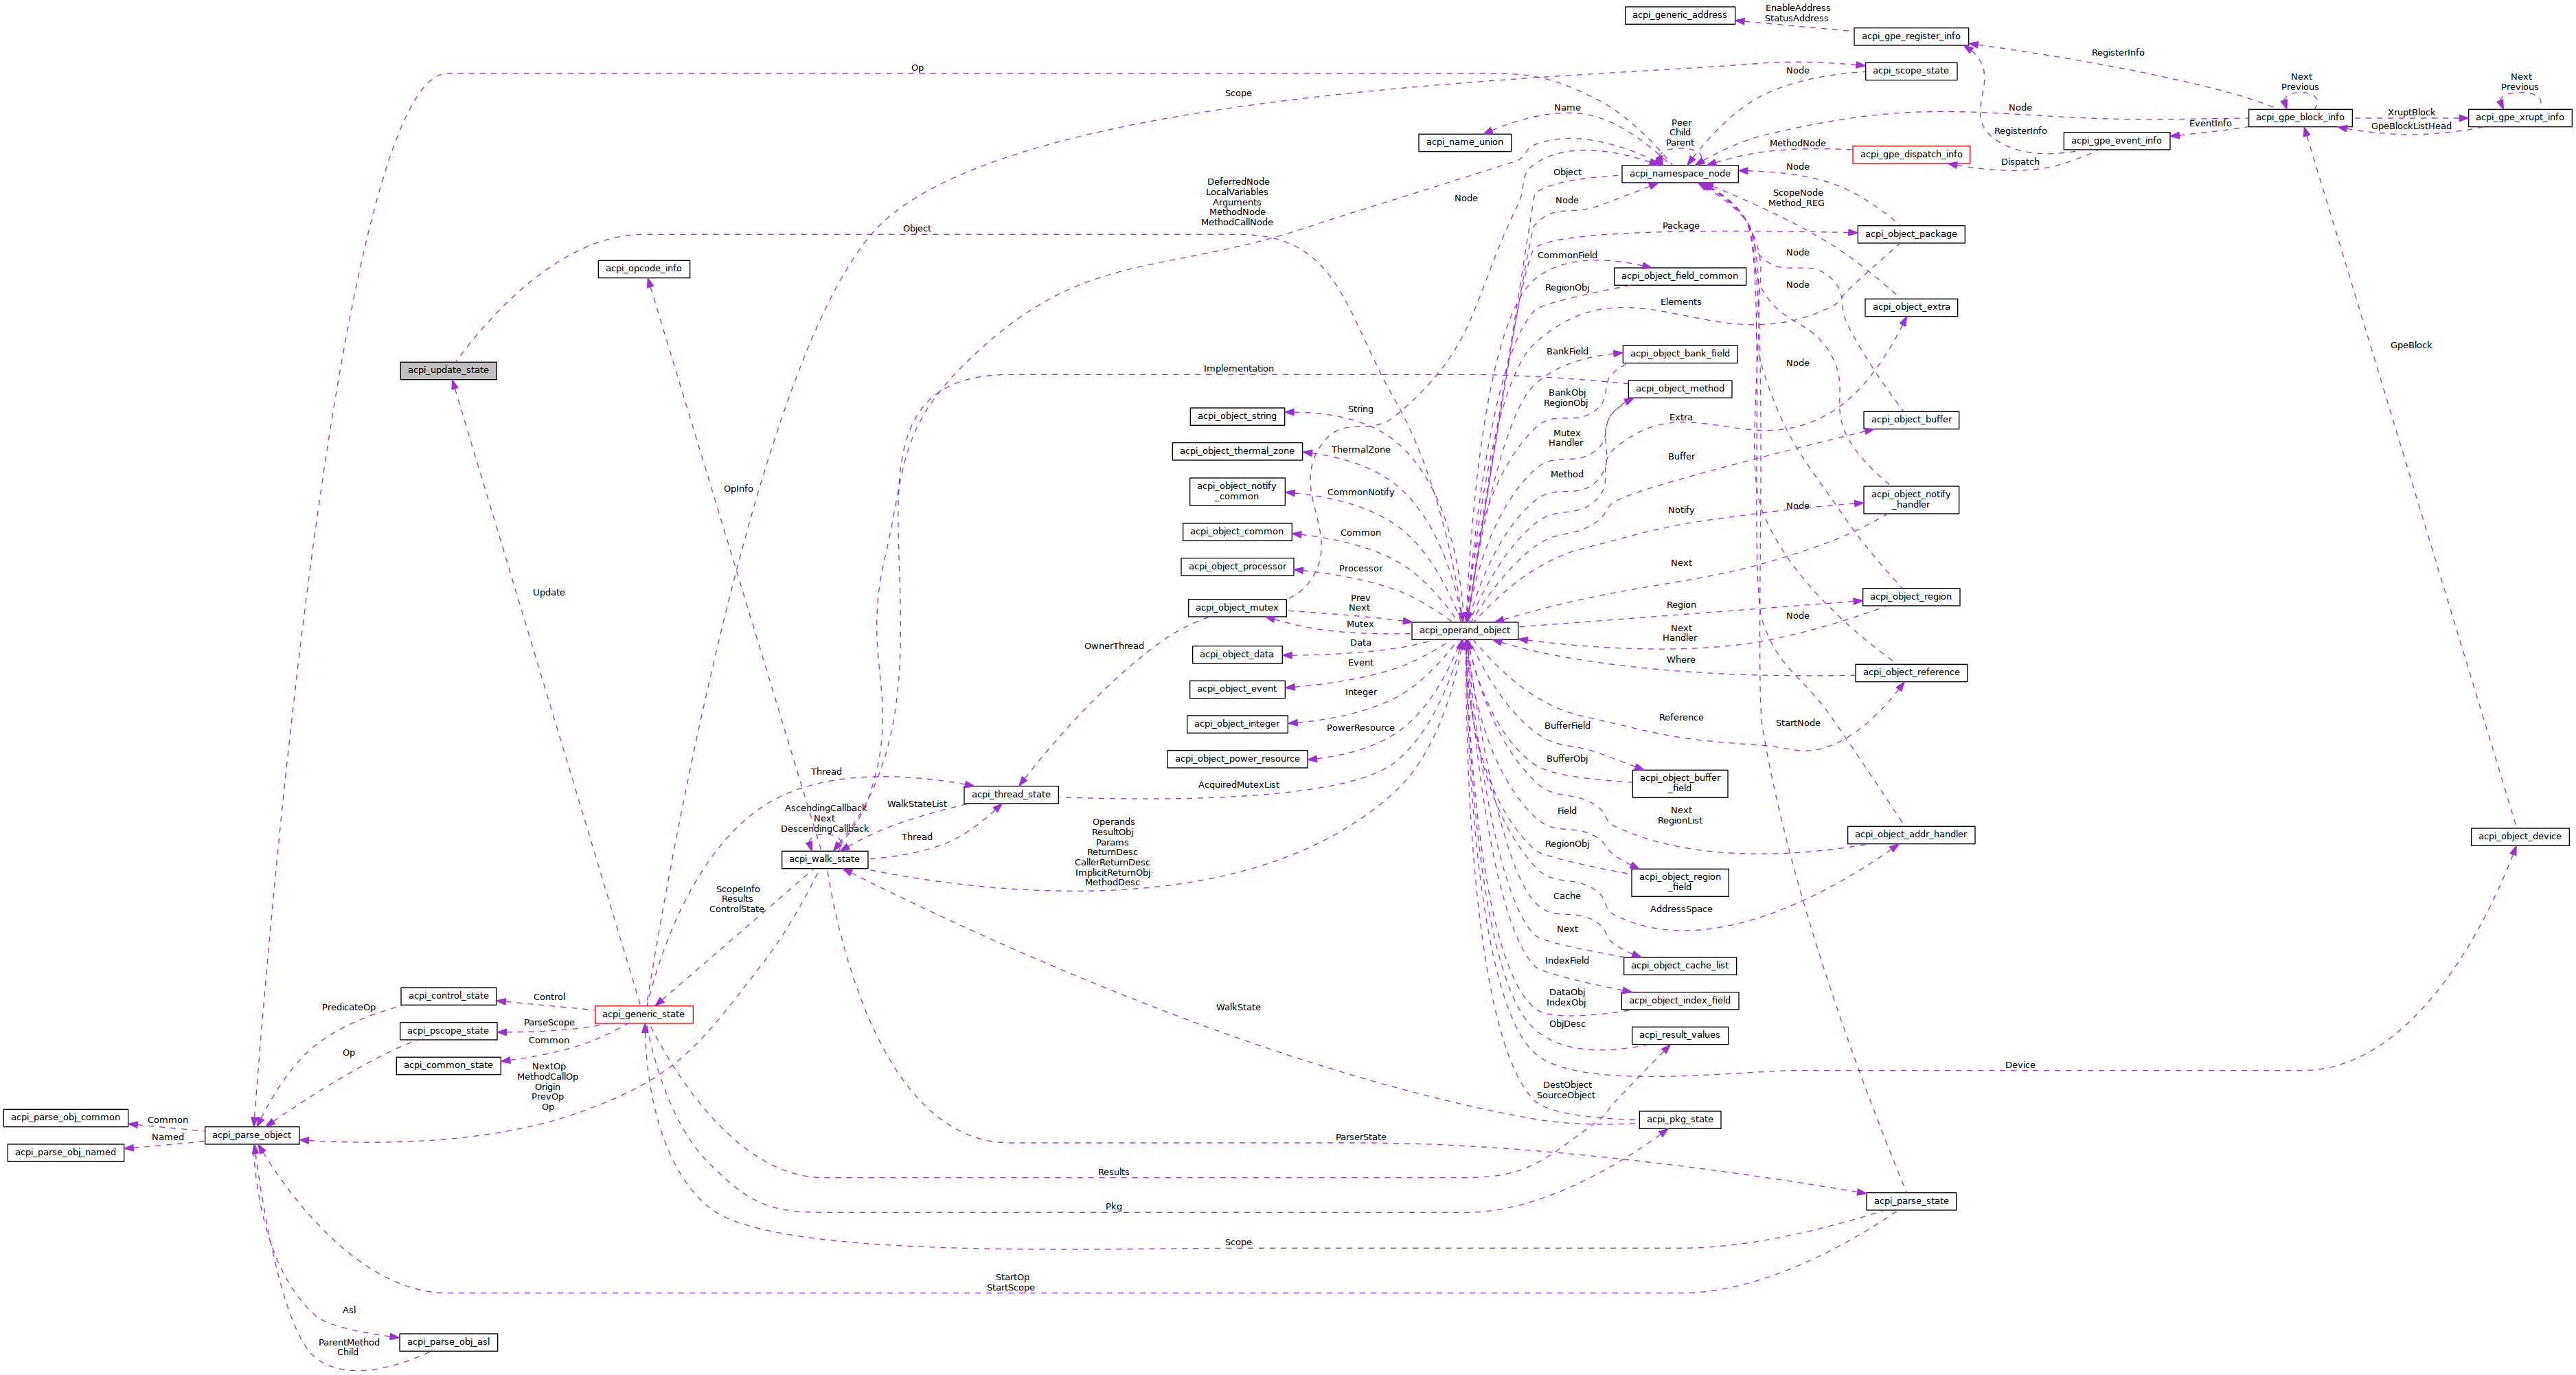 acpi_generic_address
EnableAddress
StatusAddress
acpi_gpe_register_info
RegisterInfo
Op
Node
acpi_scope_state
Next
Previous
Next
Previous
Scope
Name
Node
XruptBlock
acpi_gpe_block_info
acpi_gpe_xrupt_info
Peer
Child
Parent
EventInfo
GpeBlockListHead
RegisterInfo
acpi_name_union
MethodNode
acpi_gpe_event_info
acpi_gpe_dispatch_info
Dispatch
Object
acpi_namespace_node
Node
DeferredNode
LocalVariables
Arguments
MethodNode
MethodCallNode
Node
Node
ScopeNode
Method_REG
Object
Package
acpi_object_package
CommonField
Node
acpi_opcode_info
acpi_object_field_common
RegionObj
Node
Elements
acpi_object_extra
GpeBlock
BankField
acpi_object_bank_field
Node
acpi_update_state
Implementation
acpi_object_method
BankObj
RegionObj
acpi_object_string
String
Extra
acpi_object_buffer
Mutex
Handler
acpi_object_thermal_zone
ThermalZone
Buffer
Method
OpInfo
acpi_object_notify
_common
CommonNotify
acpi_object_notify
_handler
Notify
Node
acpi_object_common
Common
acpi_object_processor
Processor
Next
Update
acpi_object_region
Prev
Next
acpi_object_mutex
Region
Node
Mutex
acpi_operand_object
Next
Handler
OwnerThread
Data
acpi_object_data
Event
Where
acpi_object_reference
acpi_object_event
Integer
acpi_object_integer
Reference
StartNode
PowerResource
BufferField
acpi_object_power_resource
BufferObj
Thread
acpi_object_buffer
_field
AcquiredMutexList
acpi_thread_state
AscendingCallback
Next
DescendingCallback
WalkStateList
Field
Next
RegionList
Thread
Operands
ResultObj
Params
ReturnDesc
CallerReturnDesc
ImplicitReturnObj
MethodDesc
acpi_object_addr_handler
acpi_object_device
RegionObj
acpi_walk_state
acpi_object_region
_field
ScopeInfo
Results
ControlState
Cache
AddressSpace
Next
IndexField
acpi_object_cache_list
acpi_control_state
Control
DataObj
IndexObj
acpi_object_index_field
PredicateOp
WalkState
acpi_generic_state
ParseScope
ObjDesc
acpi_pscope_state
acpi_result_values
Common
Op
acpi_common_state
Device
NextOp
MethodCallOp
Origin
PrevOp
Op
DestObject
SourceObject
acpi_parse_obj_common
Common
acpi_pkg_state
acpi_parse_object
Named
ParserState
acpi_parse_obj_named
Results
acpi_parse_state
Pkg
Scope
StartOp
StartScope
Asl
acpi_parse_obj_asl
ParentMethod
Child